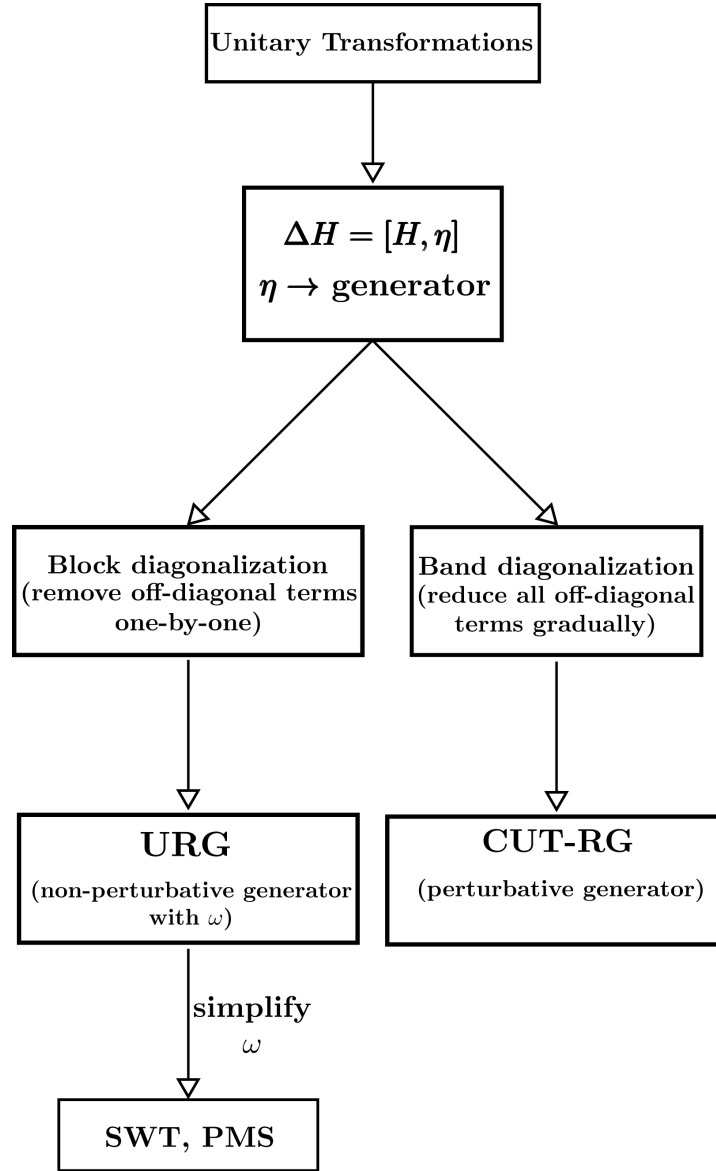 Unitary Transformations
ΔH = [H, η]
η → generator
Block diagonalization
(remove off-diagonal terms
one-by-one)
Band diagonalization
(reduce all off-diagonal
terms gradually)
URG
(non-perturbative generator
with ω)
CUT-RG
(perturbative generator)
simplify
ω
SWT, PMS